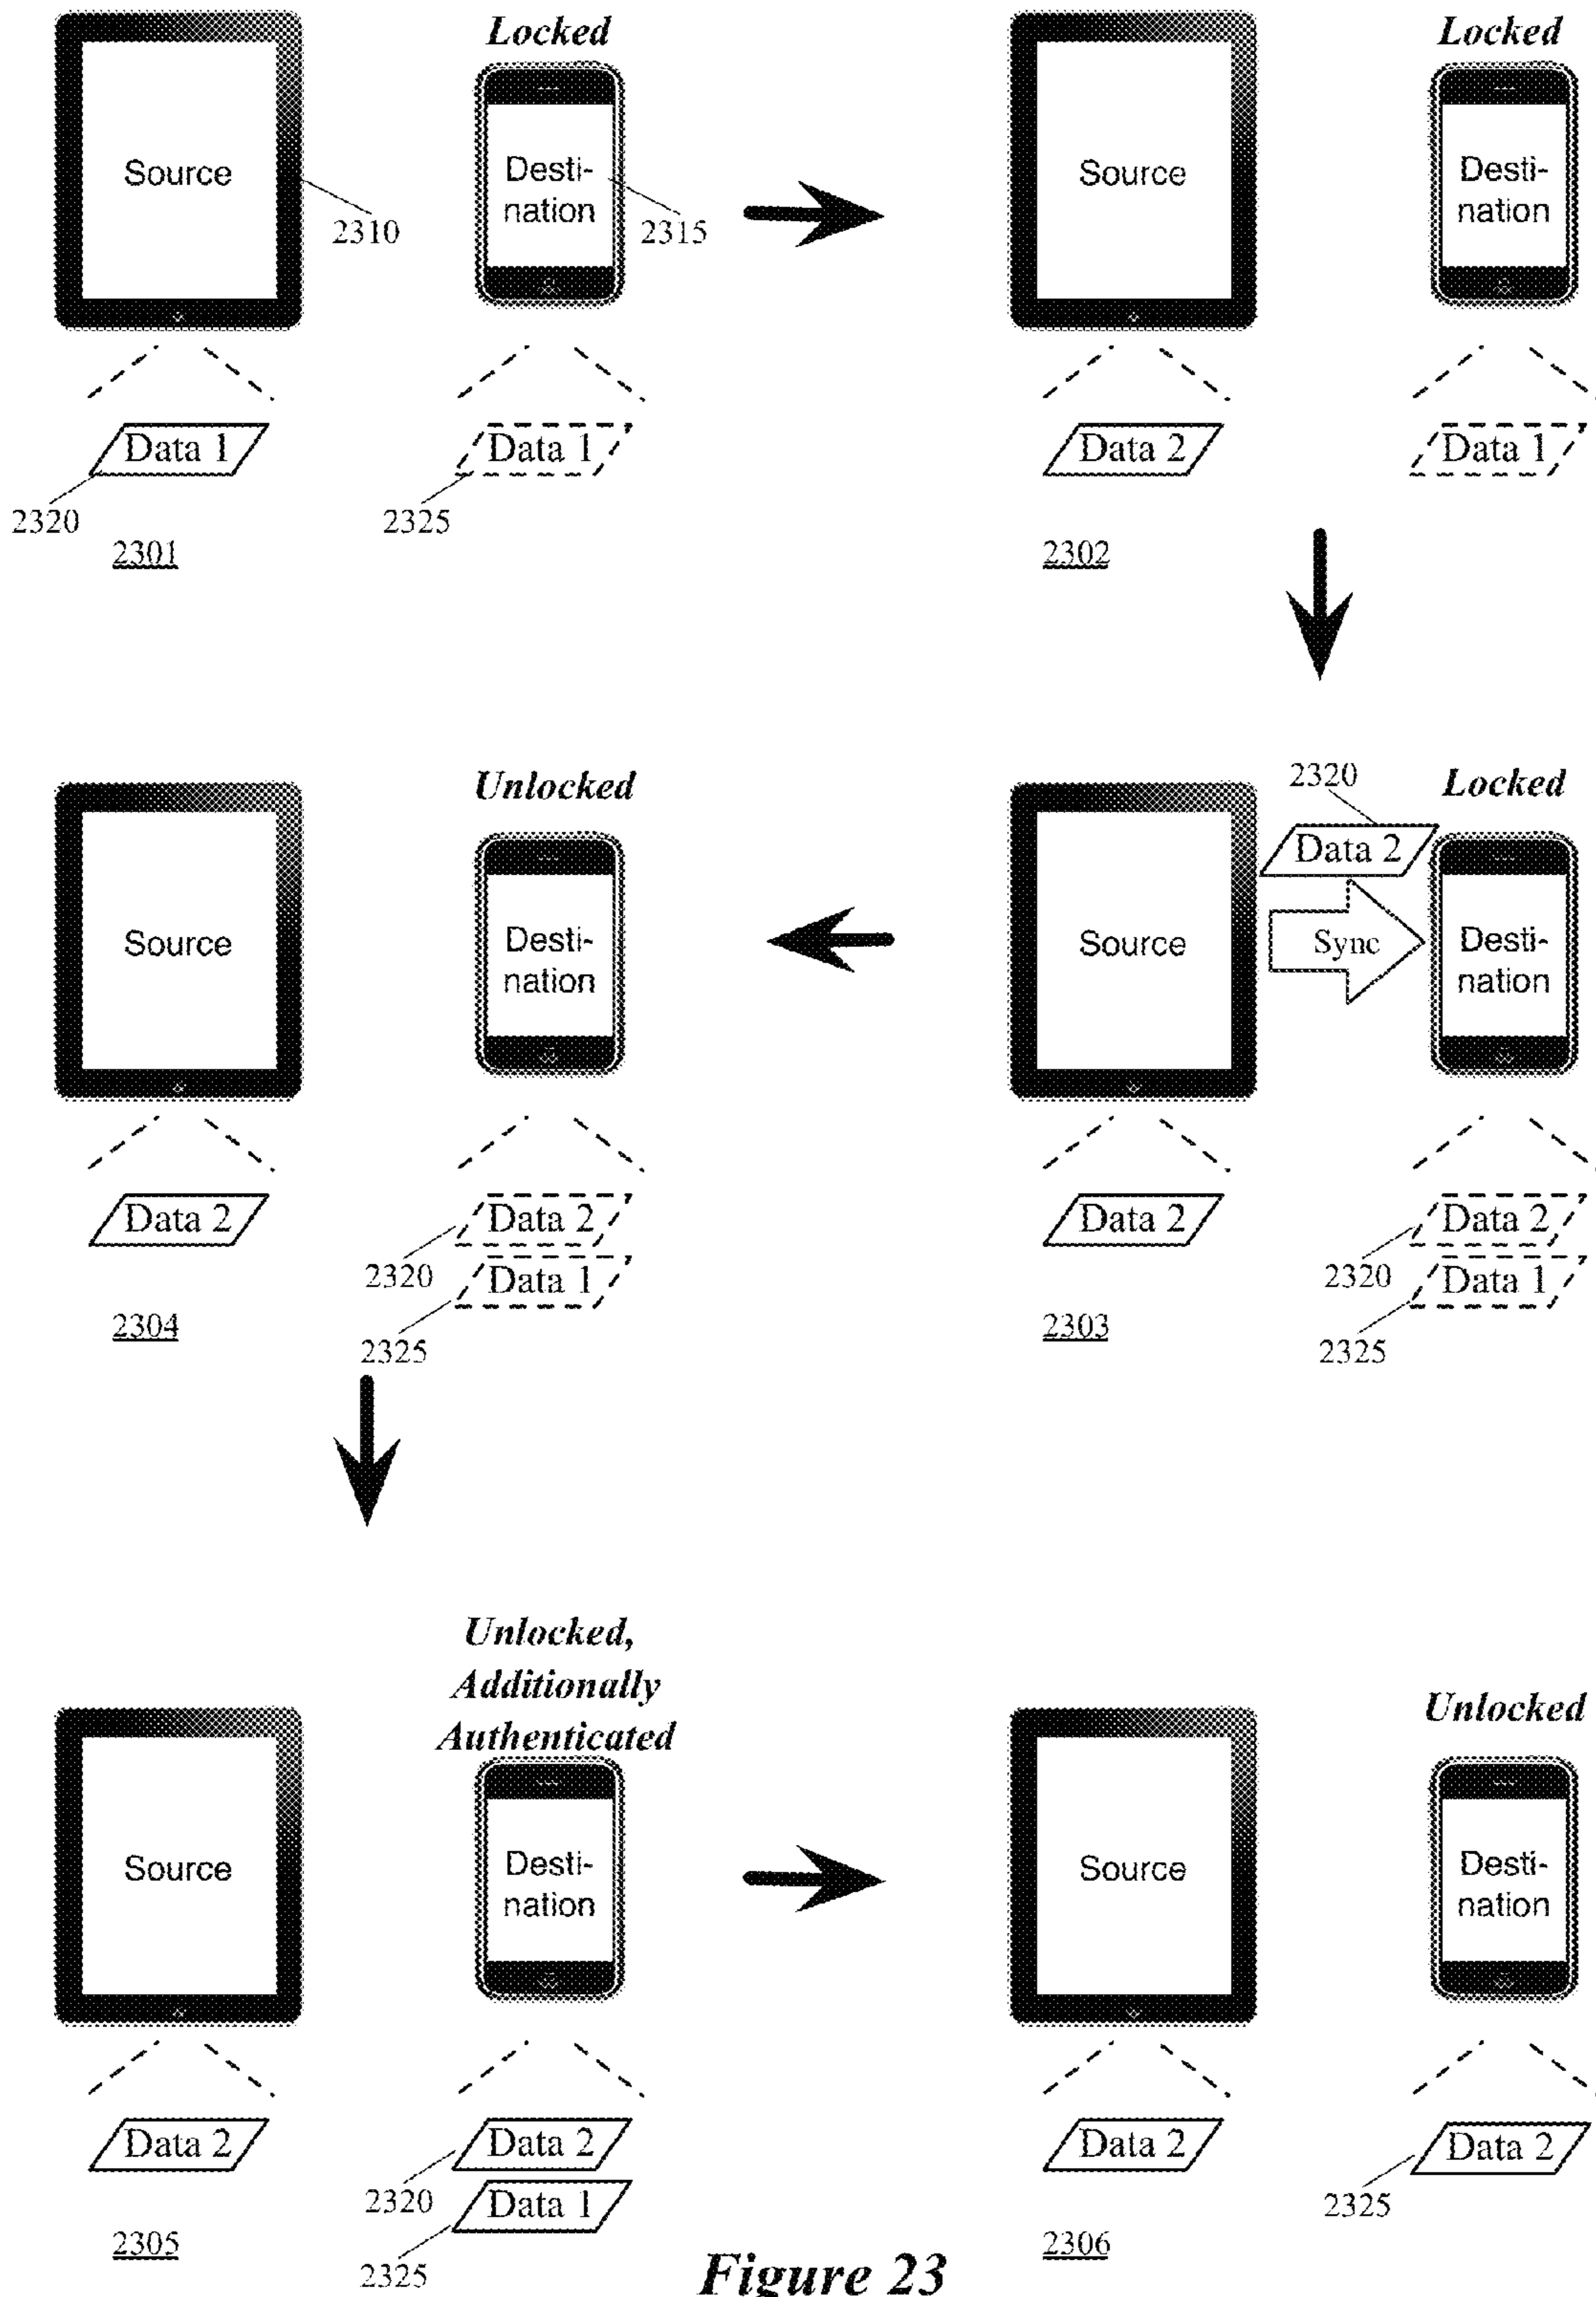 Locked
Source
Desti-
nation
2310
2315
Data 1
Data 1
2320
2325
2301
Locked
Source
Desti-
nation
Data 2
Data 1
2302
2320
Locked
Data 2
Source
Sync
Desti-
nation
Data 2
Data 2
2320
Data 1
2325
2303
Unlocked
Source
Desti-
nation
Data 2
Data 2
2320
Data 1
2325
2304
Unlocked,
Additionally
Authenticated
Source
Desti-
nation
Data 2
Data 2
2320
Data 1
2325
2305
Unlocked
Source
Desti-
nation
Data 2
Data 2
2325
2306
Figure 23